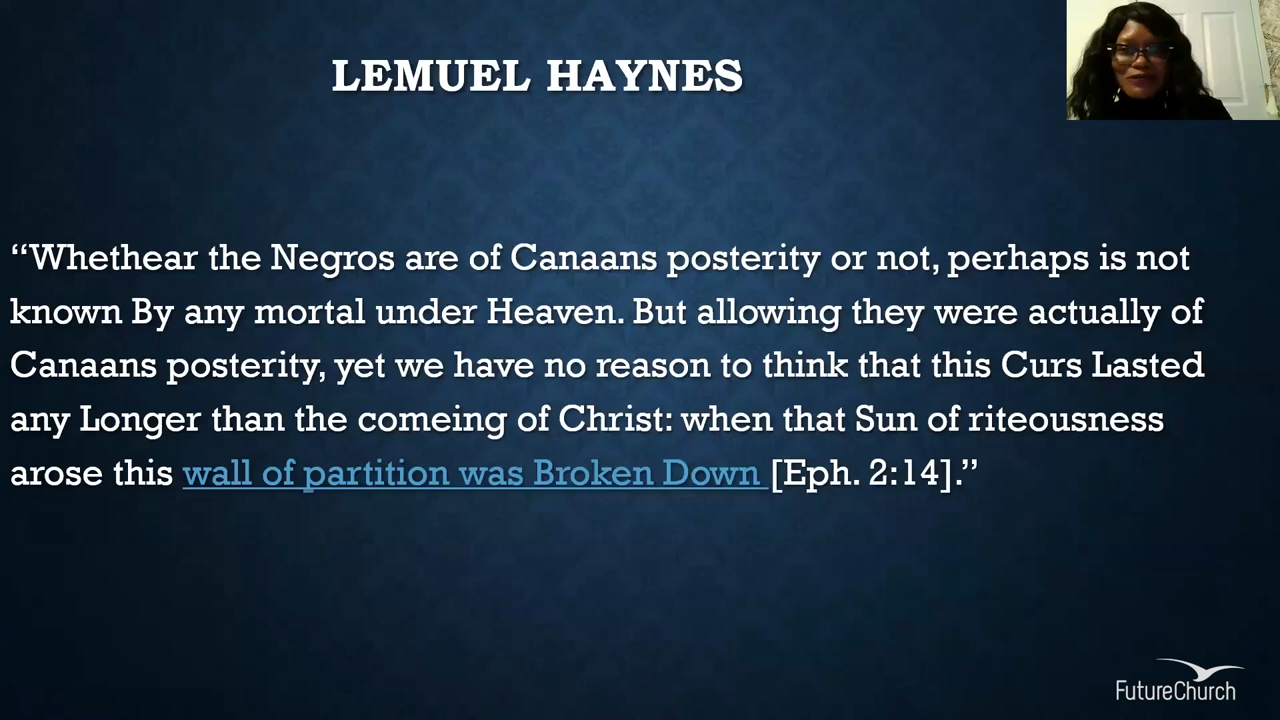 LEMUEL HAYNES
“Whethear the Negros are of Canaans posterity or not, perhaps is not
known By any mortal under Heaven. But allowing they were actually of
Canaans posterity, yet we have no reason to think that this Curs Lasted
any Longer than the comeing of Christ: when that Sun of riteousness
arose this wall of partition was Broken Down [Eph. 2:14].”
FutureChurch